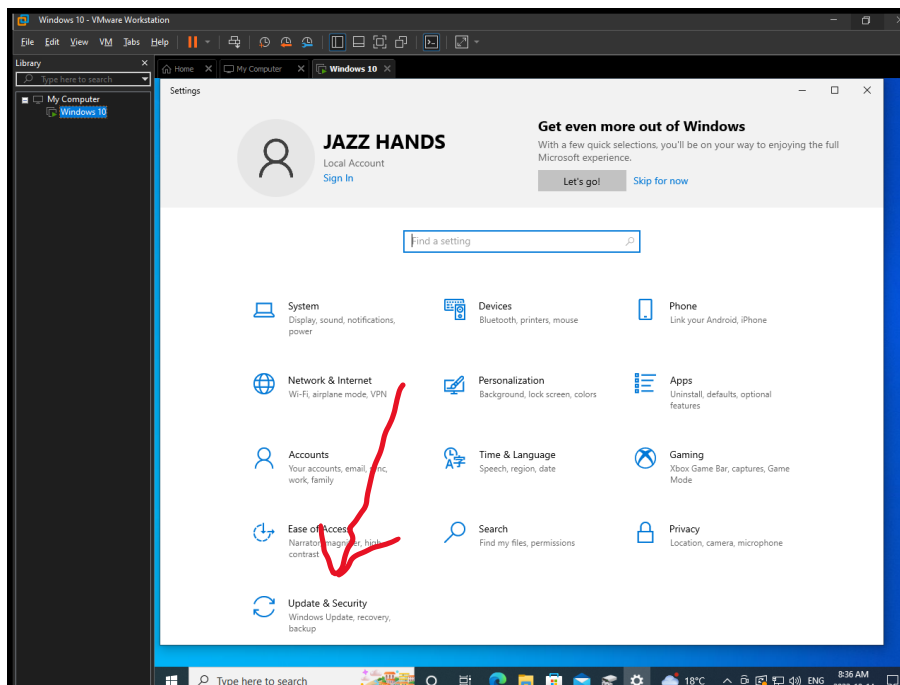 Windows 10 - VMware Workstation
File Edit View VM Tabs Help
Library
Type here to search
Home
My Computer
Windows 10
My Computer
Windows 10
Settings
JAZZ HANDS
Local Account
Sign In
Get even more out of Windows
With a few quick selections, you'll be on your way to enjoying the full
Microsoft experience.
Let's go!
Skip for now
Find a setting
System
Display, sound, notifications,
power
Devices
Bluetooth, printers, mouse
Phone
Link your Android, iPhone
Network & Internet
Wi-Fi, airplane mode, VPN
Personalization
Background, lock screen, colors
Apps
Uninstall, defaults, optional
features
Accounts
Your accounts, email, sync,
work, family
Time & Language
Speech, region, date
Gaming
Xbox Game Bar, captures, Game
Mode
Ease of Access
Narrator, magnifier, high
contrast
Search
Find my files, permissions
Privacy
Location, camera, microphone
Update & Security
Windows Update, recovery,
backup
Type here to search
18°C
ENG
8:36 AM